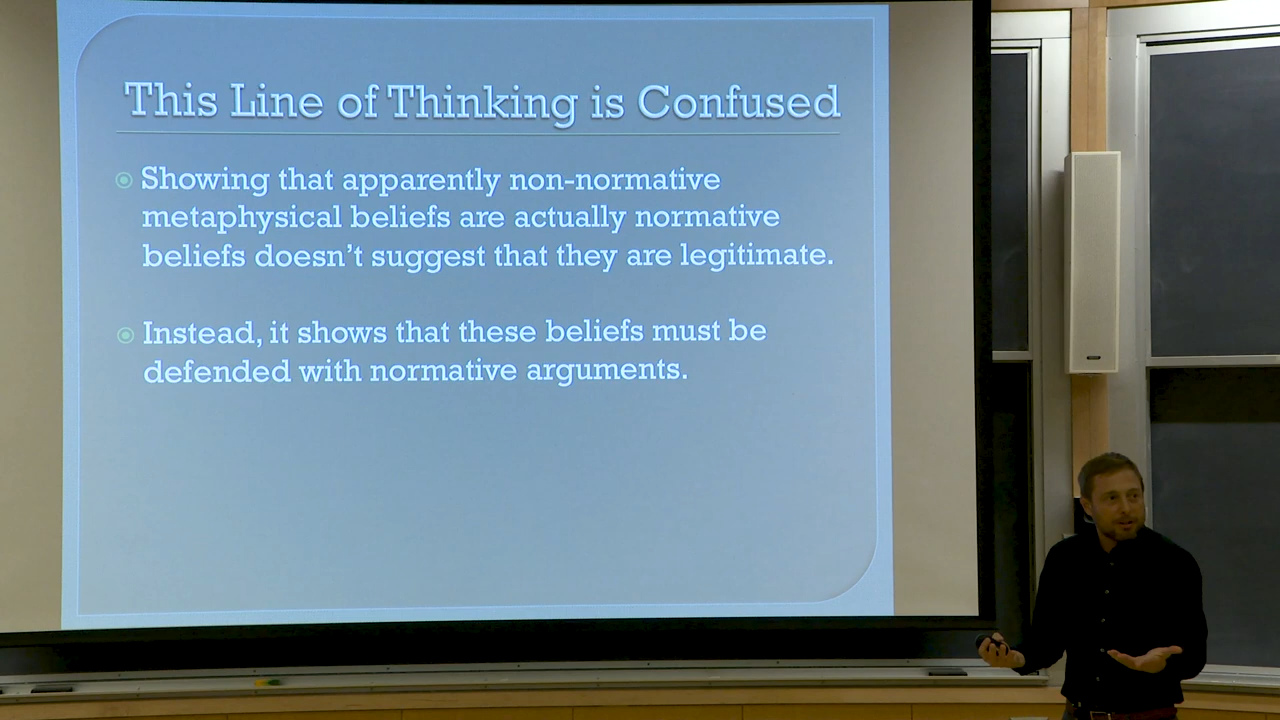 This Line of Thinking is Confused
Showing that apparently non-normative
metaphysical beliefs are actually normative
beliefs doesn't suggest that they are legitimate.
Instead, it shows that these beliefs must be
defended with normative arguments.